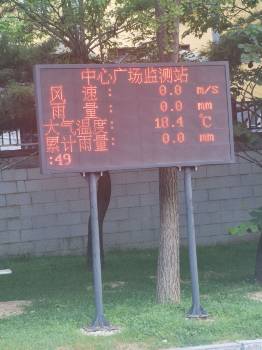 中心广场监测站
风 速 : 0.0 m/s
雨 量 : 0.0 mm
大气温度: 18.4 ℃
累计雨量: 0.0 mm
:49